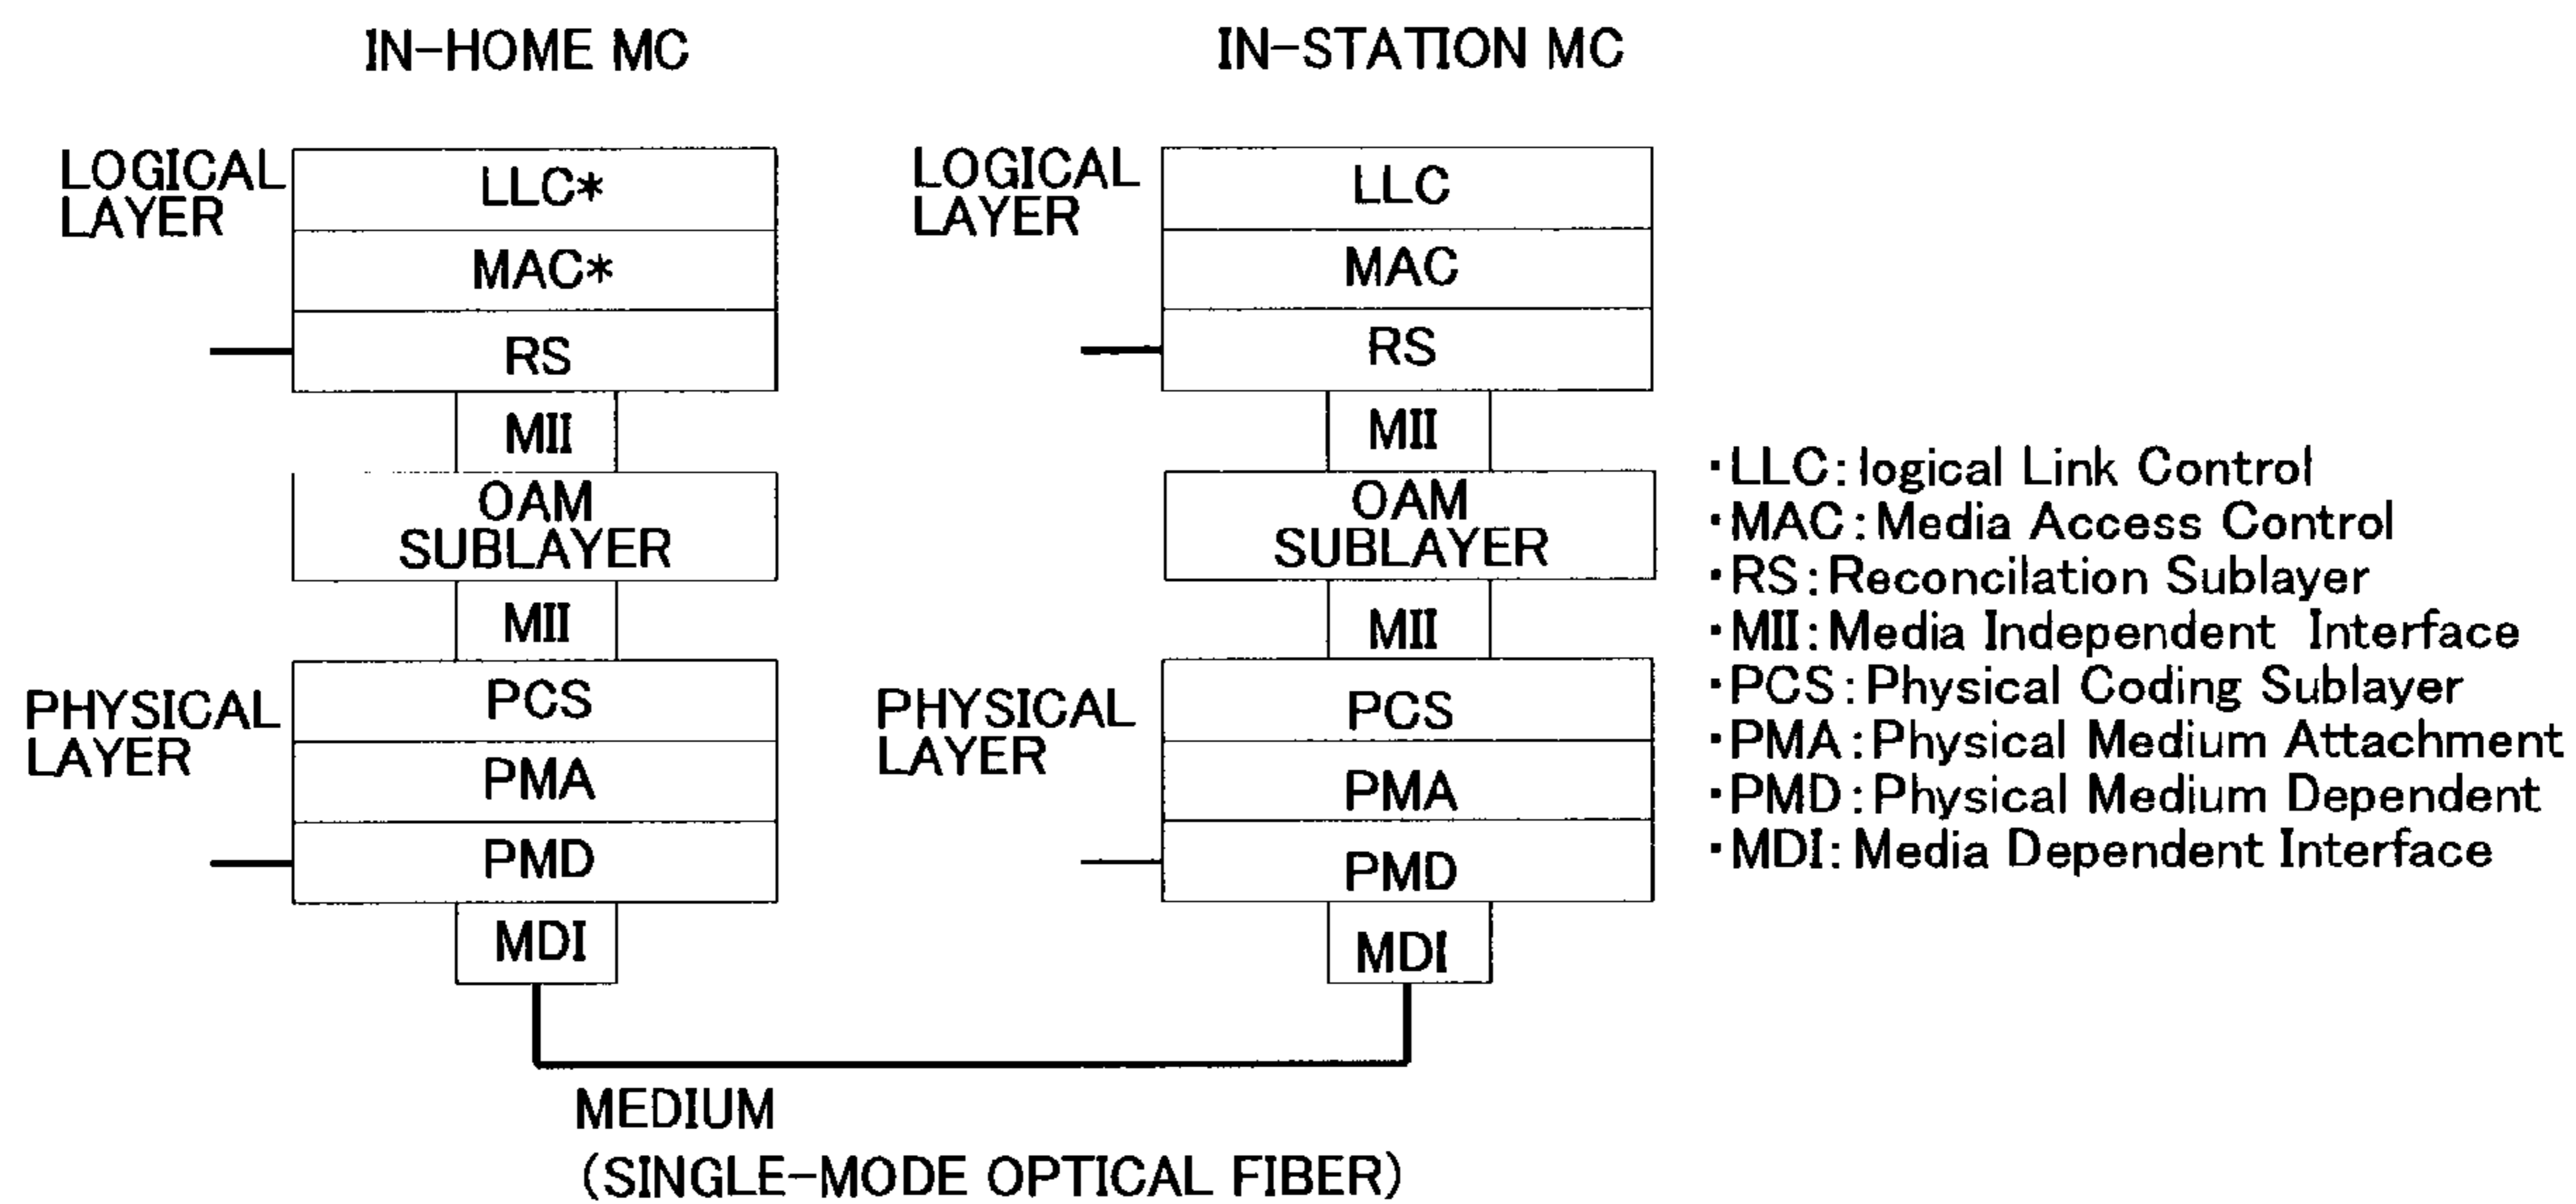 IN-HOME MC
LOGICAL
LAYER
LLC*
MAC*
RS
MII
OAM
SUBLAYER
MII
PHYSICAL
LAYER
PCS
PMA
PMD
MDI
IN-STATION MC
LOGICAL
LAYER
LLC
MAC
RS
MII
OAM
SUBLAYER
MII
PHYSICAL
LAYER
PCS
PMA
PMD
MDI
MEDIUM
(SINGLE-MODE OPTICAL FIBER)
・LLC:logical Link Control
・MAC:Media Access Control
・RS:Reconcilation Sublayer
・MII:Media Independent Interface
・PCS:Physical Coding Sublayer
・PMA:Physical Medium Attachment
・PMD:Physical Medium Dependent
・MDI:Media Dependent Interface